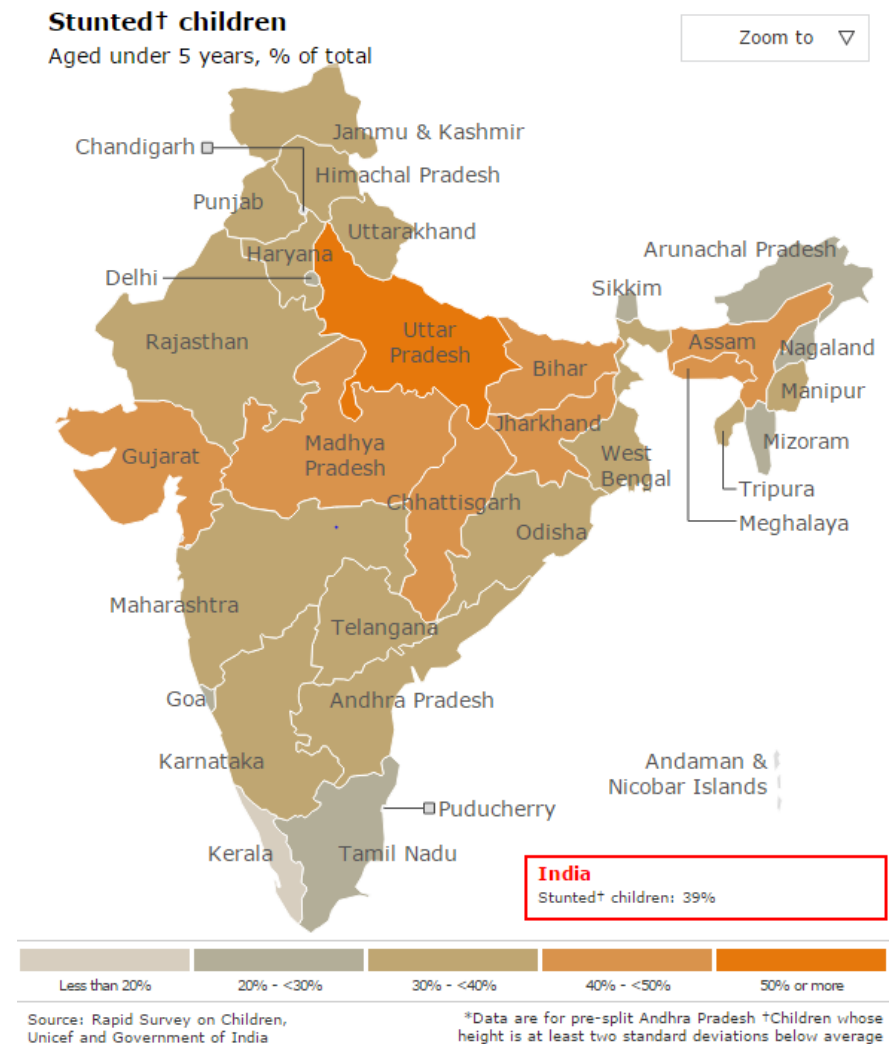 Stunted† children
Aged under 5 years, % of total
Zoom to
Jammu & Kashmir
Chandigarh
Himachal Pradesh
Punjab
Uttarakhand
Haryana
Arunachal Pradesh
Delhi
Sikkim
Rajasthan
Uttar
Pradesh
Assam
Nagaland
Bihar
Manipur
Jharkhand
Gujarat
Madhya
Pradesh
West
Bengal
Mizoram
Tripura
Chhattisgarh
Meghalaya
Odisha
Maharashtra
Telangana
Goa
Andhra Pradesh
Karnataka
Andaman &
Nicobar Islands
Puducherry
Kerala
Tamil Nadu
India
Stunted† children: 39%
Less than 20%
20% - <30%
30% - <40%
40% - <50%
50% or more
Source: Rapid Survey on Children,
Unicef and Government of India
*Data are for pre-split Andhra Pradesh †Children whose
height is at least two standard deviations below average